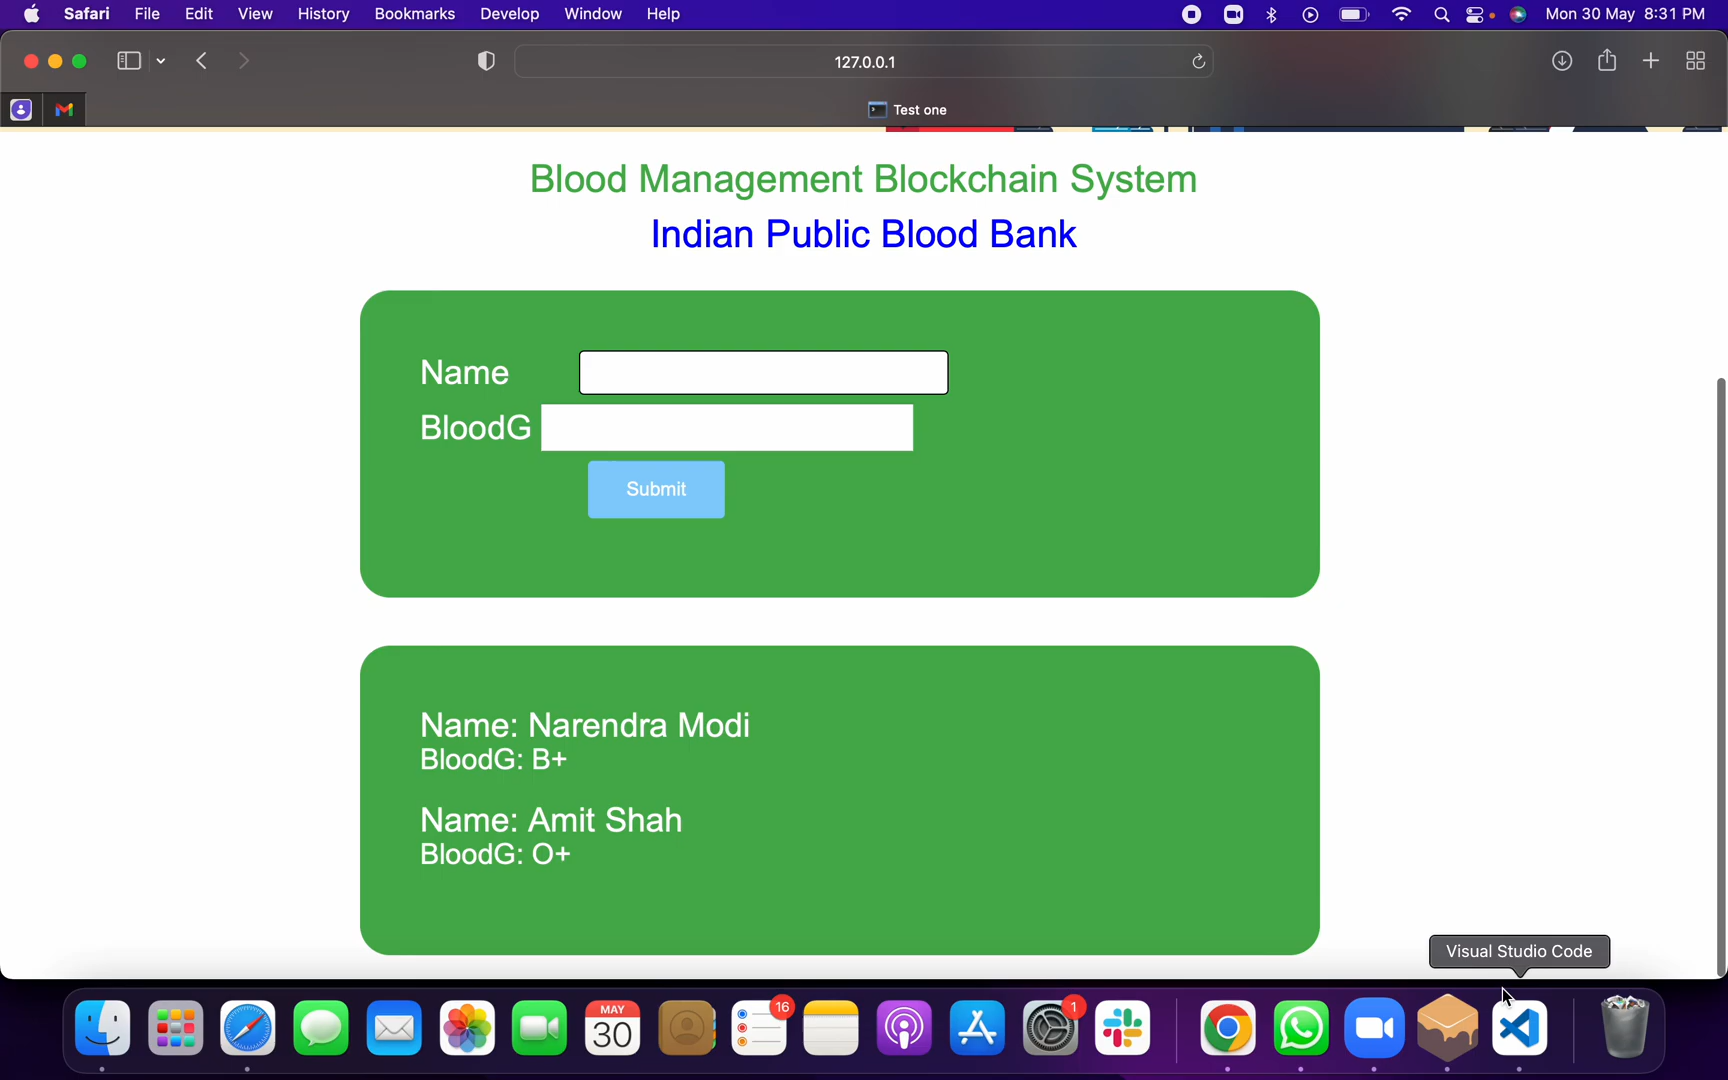 Safari File Edit View History Bookmarks Develop Window Help Mon 30 May 8:31 PM
127.0.0.1
Test one
Blood Management Blockchain System
Indian Public Blood Bank
Name
BloodG
Submit
Name: Narendra Modi
BloodG: B+
Name: Amit Shah
BloodG: O+
Visual Studio Code
16
1
MAY
30